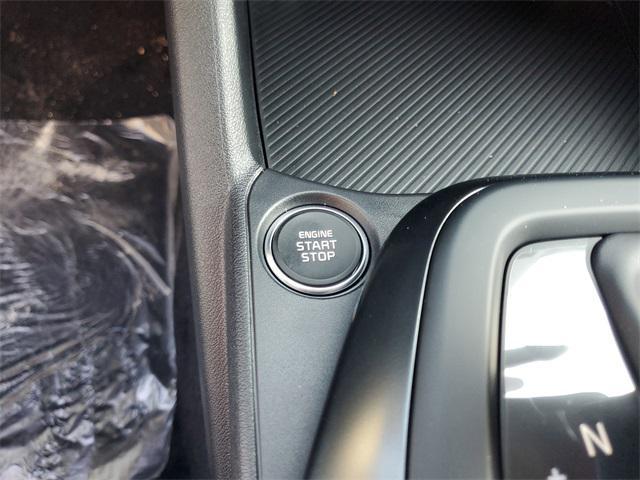 ENGINE
START
STOP
N
+